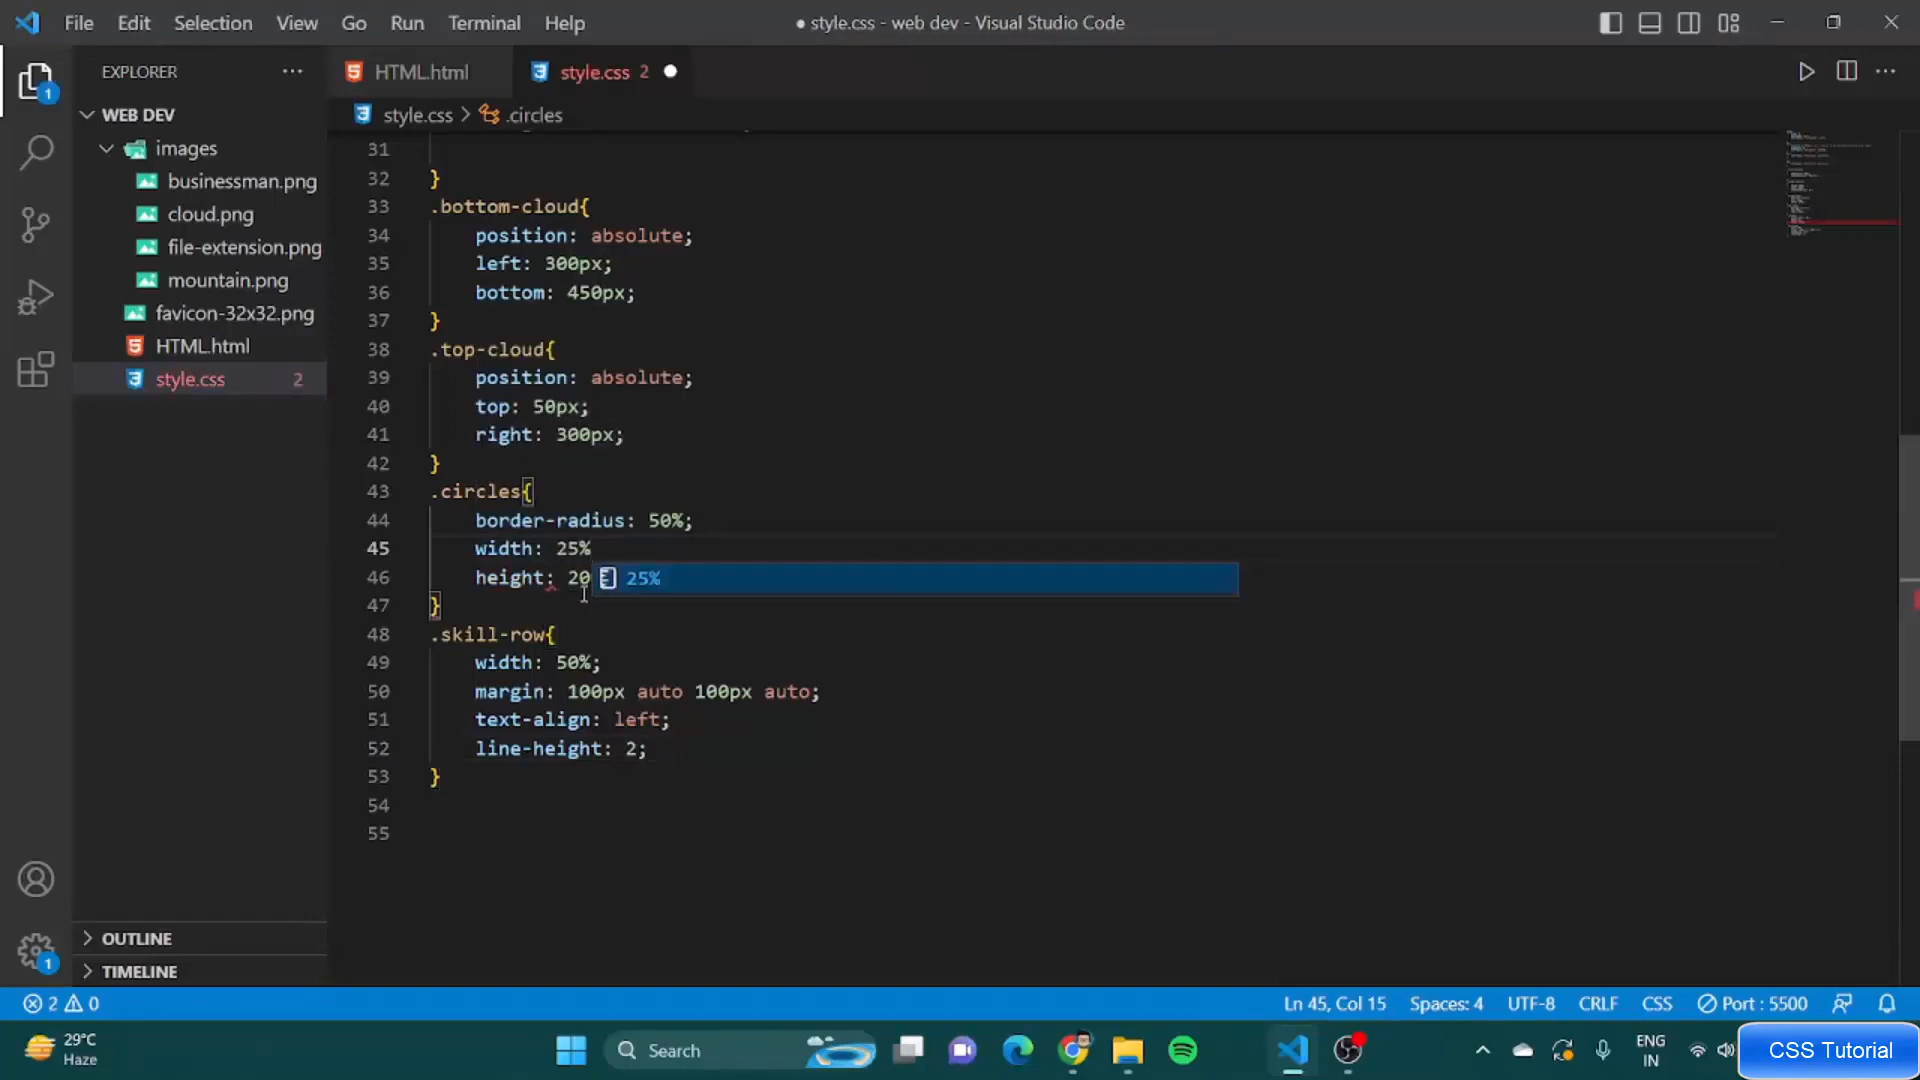 File Edit Selection View Go Run Terminal Help
● style.css - web dev - Visual Studio Code
EXPLORER
HTML.html
style.css 2
WEB DEV
style.css > .circles
images
businessman.png
cloud.png
file-extension.png
mountain.png
favicon-32x32.png
HTML.html
style.css 2
31
32 }
33 .bottom-cloud{
34 position: absolute;
35 left: 300px;
36 bottom: 450px;
37 }
38 .top-cloud{
39 position: absolute;
40 top: 50px;
41 right: 300px;
42 }
43 .circles{
44 border-radius: 50%;
45 width: 25%
46 height: 20
25%
47 }
48 .skill-row{
49 width: 50%;
50 margin: 100px auto 100px auto;
51 text-align: left;
52 line-height: 2;
53 }
54
55
1
OUTLINE
1
TIMELINE
2 0
Ln 45, Col 15 Spaces: 4 UTF-8 CRLF CSS Port : 5500
29°C
Haze
Search
ENG
IN
CSS Tutorial